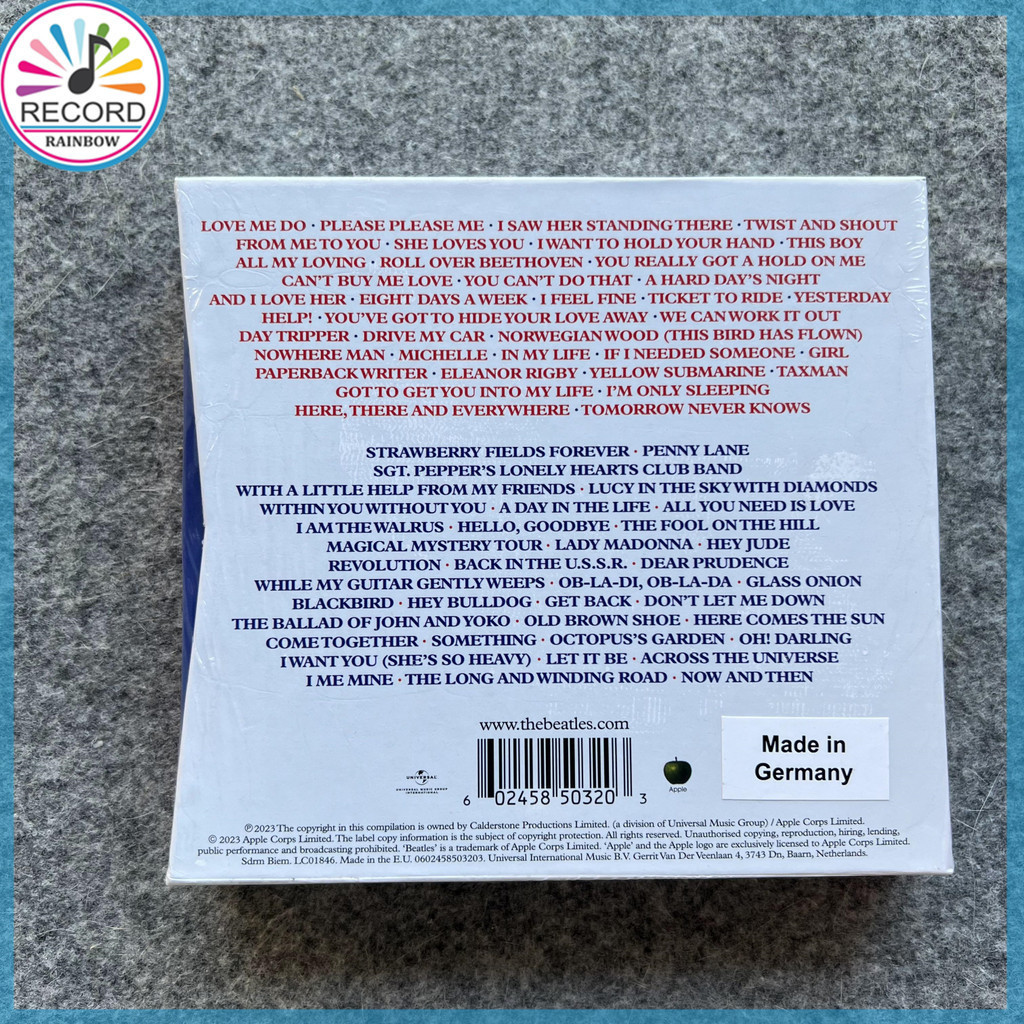 RECORD
RAINBOW
LOVE ME DO · PLEASE PLEASE ME · I SAW HER STANDING THERE · TWIST AND SHOUT
FROM ME TO YOU · SHE LOVES YOU · I WANT TO HOLD YOUR HAND · THIS BOY
ALL MY LOVING · ROLL OVER BEETHOVEN · YOU REALLY GOT A HOLD ON ME
CAN'T BUY ME LOVE · YOU CAN'T DO THAT · A HARD DAY'S NIGHT
AND I LOVE HER · EIGHT DAYS A WEEK · I FEEL FINE · TICKET TO RIDE · YESTERDAY
HELP! · YOU'VE GOT TO HIDE YOUR LOVE AWAY · WE CAN WORK IT OUT
DAY TRIPPER · DRIVE MY CAR · NORWEGIAN WOOD (THIS BIRD HAS FLOWN)
NOWHERE MAN · MICHELLE · IN MY LIFE · IF I NEEDED SOMEONE · GIRL
PAPERBACK WRITER · ELEANOR RIGBY · YELLOW SUBMARINE · TAXMAN
GOT TO GET YOU INTO MY LIFE · I'M ONLY SLEEPING
HERE, THERE AND EVERYWHERE · TOMORROW NEVER KNOWS
STRAWBERRY FIELDS FOREVER · PENNY LANE
SGT. PEPPER'S LONELY HEARTS CLUB BAND
WITH A LITTLE HELP FROM MY FRIENDS · LUCY IN THE SKY WITH DIAMONDS
WITHIN YOU WITHOUT YOU · A DAY IN THE LIFE · ALL YOU NEED IS LOVE
I AM THE WALRUS · HELLO, GOODBYE · THE FOOL ON THE HILL
MAGICAL MYSTERY TOUR · LADY MADONNA · HEY JUDE
REVOLUTION · BACK IN THE U.S.S.R. · DEAR PRUDENCE
WHILE MY GUITAR GENTLY WEEPS · OB-LA-DI, OB-LA-DA · GLASS ONION
BLACKBIRD · HEY BULLDOG · GET BACK · DON'T LET ME DOWN
THE BALLAD OF JOHN AND YOKO · OLD BROWN SHOE · HERE COMES THE SUN
COME TOGETHER · SOMETHING · OCTOPUS'S GARDEN · OH! DARLING
I WANT YOU (SHE'S SO HEAVY) · LET IT BE · ACROSS THE UNIVERSE
I ME MINE · THE LONG AND WINDING ROAD · NOW AND THEN
www.thebeatles.com
UNIVERSAL
UNIVERSAL MUSIC GROUP
INTERNATIONAL
6 02458 50320 3
Apple
Made in
Germany
℗ 2023 The copyright in this compilation is owned by Calderstone Productions Limited. (a division of Universal Music Group) / Apple Corps Limited.
© 2023 Apple Corps Limited. The label copy information is the subject of copyright protection. All rights reserved. Unauthorised copying, reproduction, hiring, lending,
public performance and broadcasting prohibited. 'Beatles' is a trademark of Apple Corps Limited. 'Apple' and the Apple logo are exclusively licensed to Apple Corps Limited.
Sdrm Biem. LC01846. Made in the E.U. 0602458503203. Universal International Music B.V. Gerrit Van Der Veenlaan 4, 3743 Dn, Baarn, Netherlands.